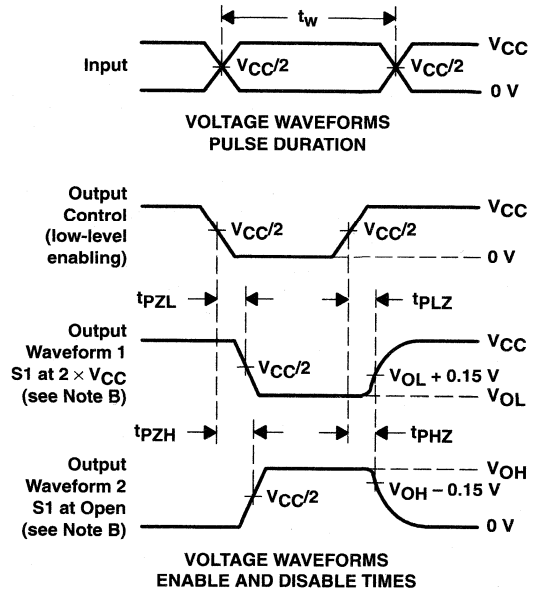 tw
Input
VCC/2
VCC/2
VCC
0 V
VOLTAGE WAVEFORMS
PULSE DURATION
Output
Control
(low-level
enabling)
VCC/2
VCC/2
VCC
0 V
tPZL
tPLZ
Output
Waveform 1
S1 at 2 × VCC
(see Note B)
VCC/2
VCC
VOL + 0.15 V
VOL
tPZH
tPHZ
Output
Waveform 2
S1 at Open
(see Note B)
VCC/2
VOH
VOH − 0.15 V
0 V
VOLTAGE WAVEFORMS
ENABLE AND DISABLE TIMES